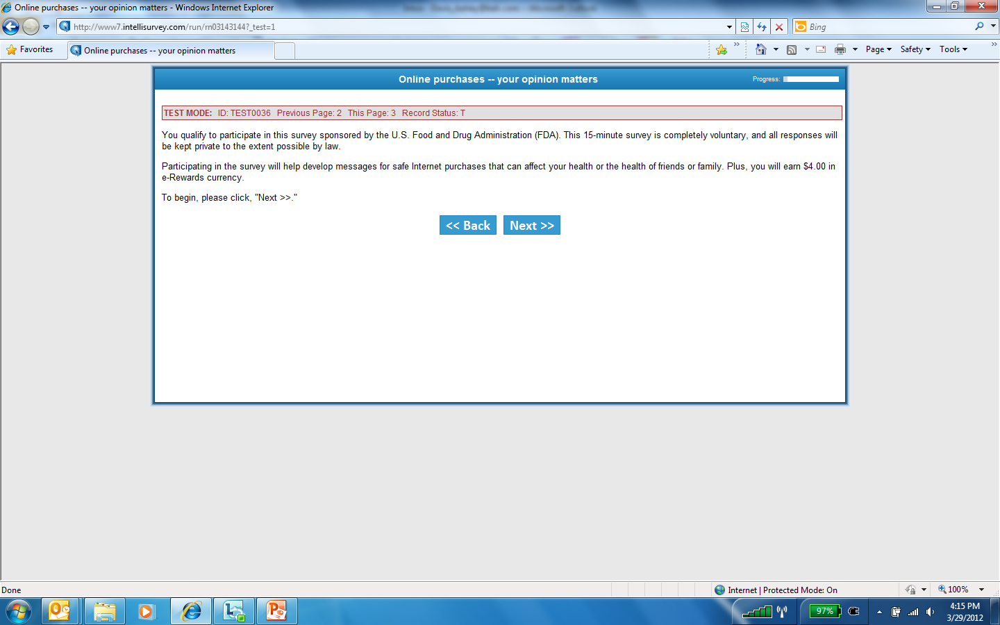 Online purchases -- your opinion matters - Windows Internet Explorer
http://www7.intellisurvey.com/run/rn03143144?_test=1
Bing
Favorites
Online purchases -- your opinion matters
»
Page
Safety
Tools
»
Online purchases -- your opinion matters
Progress:
TEST MODE: ID: TEST0036 Previous Page: 2 This Page: 3 Record Status: T
You qualify to participate in this survey sponsored by the U.S. Food and Drug Administration (FDA). This 15-minute survey is completely voluntary, and all responses will
be kept private to the extent possible by law.
Participating in the survey will help develop messages for safe Internet purchases that can affect your health or the health of friends or family. Plus, you will earn $4.00 in
e-Rewards currency.
To begin, please click, "Next >>."
<< Back
Next >>
Done
Internet | Protected Mode: On
100%
97%
4:15 PM
3/29/2012